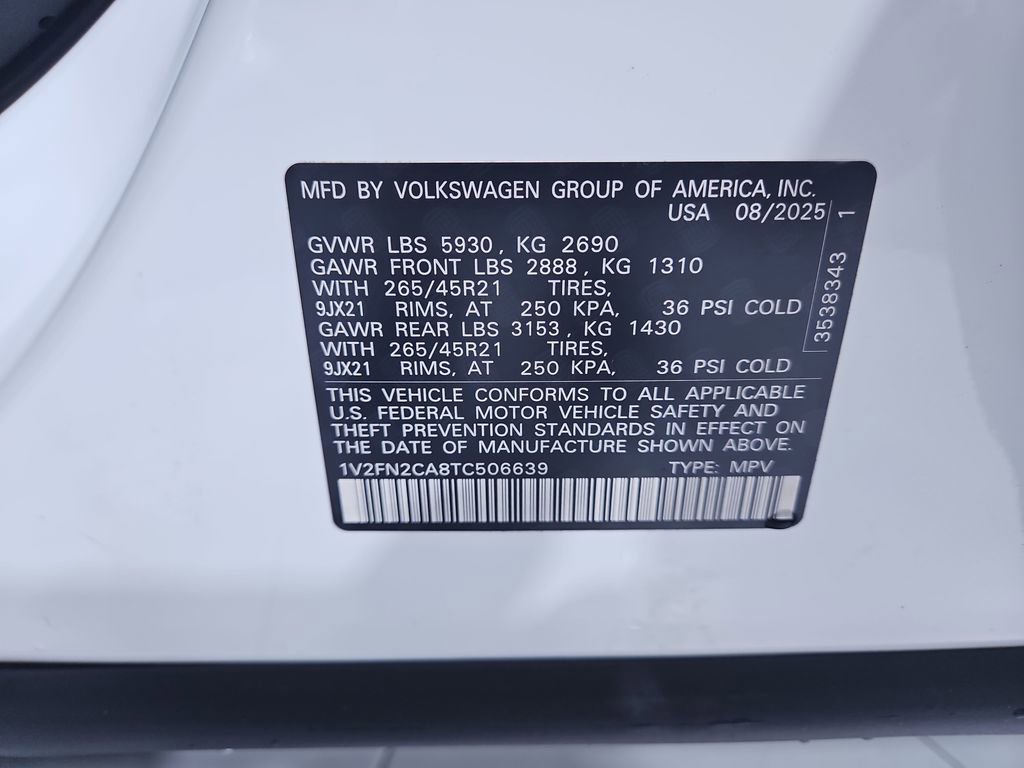 MFD BY VOLKSWAGEN GROUP OF AMERICA, INC.
USA 08/2025
GVWR LBS 5930, KG 2690
GAWR FRONT LBS 2888, KG 1310
WITH 265/45R21 TIRES,
9JX21 RIMS, AT 250 KPA, 36 PSI COLD
GAWR REAR LBS 3153, KG 1430
WITH 265/45R21 TIRES,
9JX21 RIMS, AT 250 KPA, 36 PSI COLD
THIS VEHICLE CONFORMS TO ALL APPLICABLE
U.S. FEDERAL MOTOR VEHICLE SAFETY AND
THEFT PREVENTION STANDARDS IN EFFECT ON
THE DATE OF MANUFACTURE SHOWN ABOVE.
1V2FN2CA8TC506639 TYPE: MPV
3538343 1